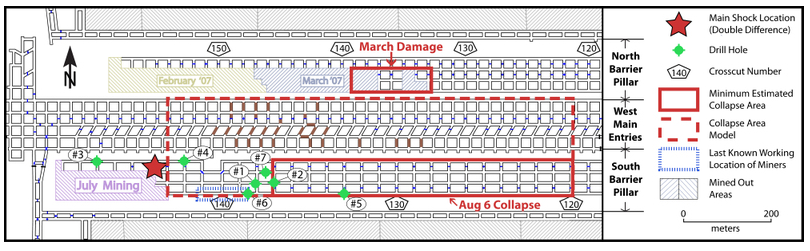 150
140
130
120
March Damage
N
February '07
March '07
#3
#4
#7
#1
#2
#6
#5
July Mining
140
130
120
Aug 6 Collapse
North
Barrier
Pillar
West
Main
Entries
South
Barrier
Pillar
Main Shock Location
(Double Difference)
Drill Hole
140
Crosscut Number
Minimum Estimated
Collapse Area
Collapse Area
Model
Last Known Working
Location of Miners
Mined Out
Areas
0
200
meters